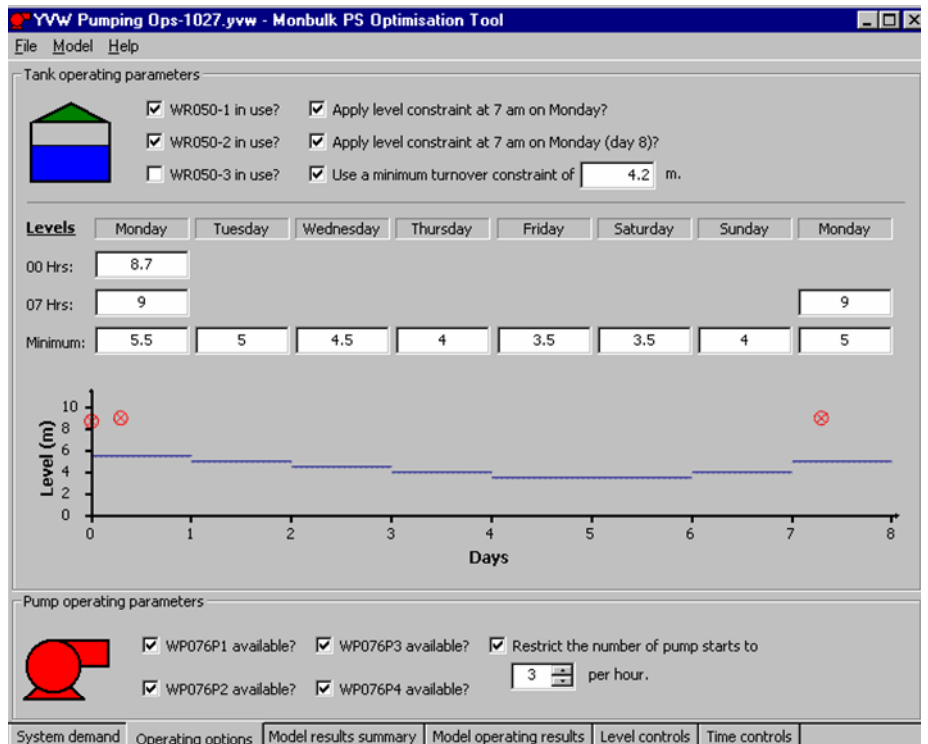 YVW Pumping Ops-1027.yvw - Monbulk PS Optimisation Tool
File Model Help
Tank operating parameters
WR050-1 in use? Apply level constraint at 7 am on Monday?
WR050-2 in use? Apply level constraint at 7 am on Monday (day 8)?
WR050-3 in use? Use a minimum turnover constraint of 4.2 m.
Levels Monday Tuesday Wednesday Thursday Friday Saturday Sunday Monday
00 Hrs: 8.7
07 Hrs: 9 9
Minimum: 5.5 5 4.5 4 3.5 3.5 4 5
Level (m)
10
8
6
4
2
0
0 1 2 3 4 5 6 7 8
Days
Pump operating parameters
WP076P1 available? WP076P3 available? Restrict the number of pump starts to
3 per hour.
WP076P2 available? WP076P4 available?
System demand Operating options Model results summary Model operating results Level controls Time controls